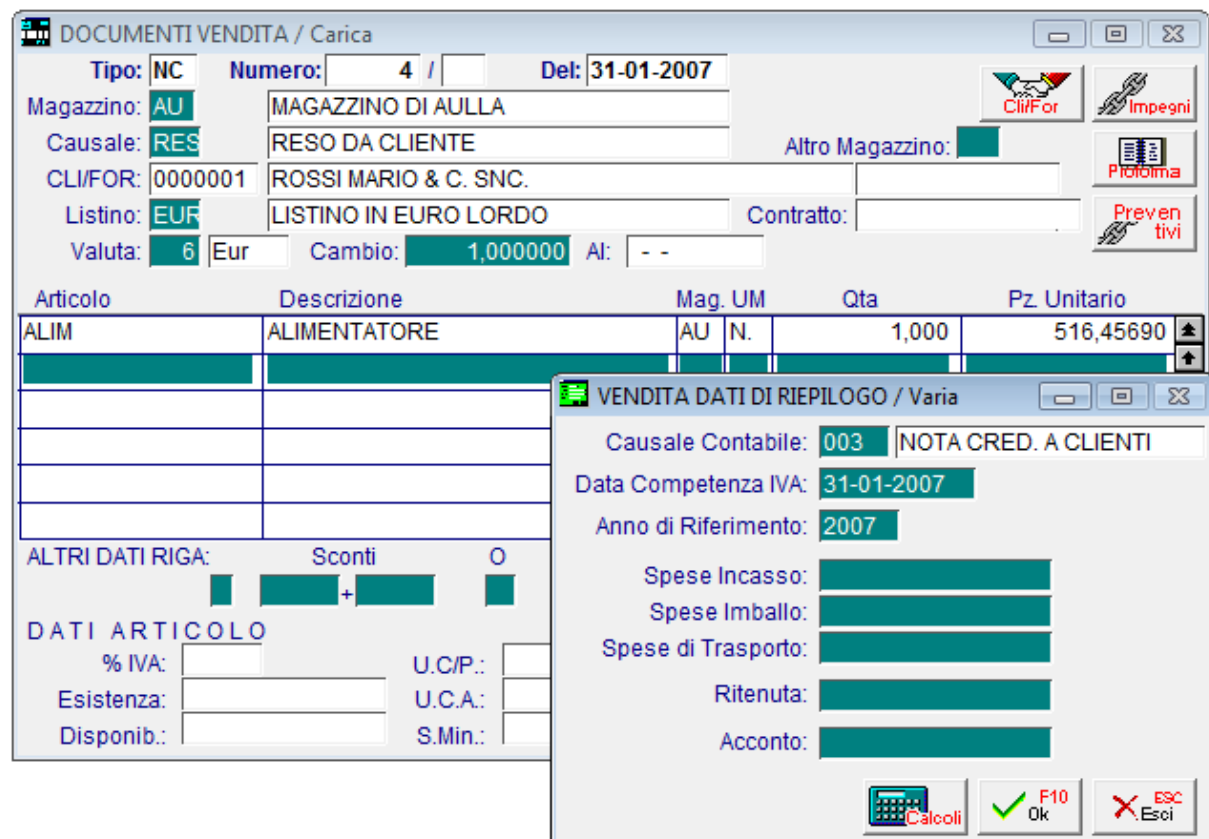 DOCUMENTI VENDITA / Carica
Tipo: NC Numero: 4 / Del: 31-01-2007
Cli/For Impegni
Magazzino: AU MAGAZZINO DI AULLA
Causale: RES RESO DA CLIENTE Altro Magazzino:
Proforma
CLI/FOR: 0000001 ROSSI MARIO & C. SNC.
Listino: EUR LISTINO IN EURO LORDO Contratto:
Preven
tivi
Valuta: 6 Eur Cambio: 1,000000 Al: - -
Articolo Descrizione Mag. UM Qta Pz. Unitario
ALIM ALIMENTATORE AU N. 1,000 516,45690
ALTRI DATI RIGA: Sconti O
+
DATI ARTICOLO
% IVA: U.C/P.:
Esistenza: U.C.A.:
Disponib.: S.Min.:
VENDITA DATI DI RIEPILOGO / Varia
Causale Contabile: 003 NOTA CRED. A CLIENTI
Data Competenza IVA: 31-01-2007
Anno di Riferimento: 2007
Spese Incasso:
Spese Imballo:
Spese di Trasporto:
Ritenuta:
Acconto:
Calcoli F10 Ok ESC Esci